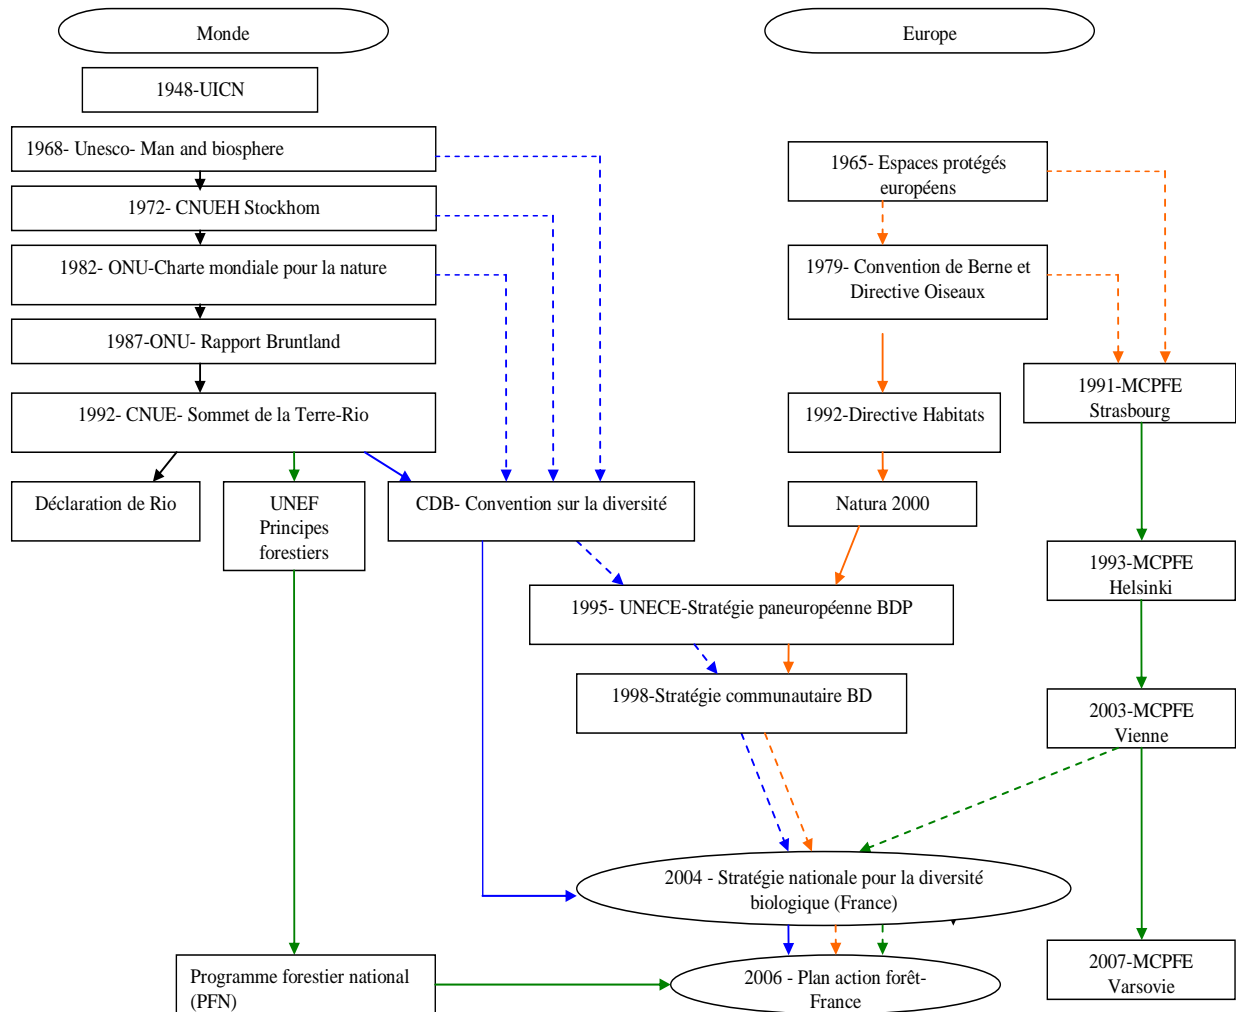 Monde
Europe
1948-UICN
1968- Unesco- Man and biosphere
1965- Espaces protégés
européens
1972- CNUEH Stockhom
1982- ONU-Charte mondiale pour la nature
1979- Convention de Berne et
Directive Oiseaux
1987-ONU- Rapport Bruntland
1991-MCPFE
Strasbourg
1992- CNUE- Sommet de la Terre-Rio
1992-Directive Habitats
Déclaration de Rio
UNEF
Principes
forestiers
CDB- Convention sur la diversité
Natura 2000
1993-MCPFE
Helsinki
1995- UNECE-Stratégie paneuropéenne BDP
1998-Stratégie communautaire BD
2003-MCPFE
Vienne
2004 - Stratégie nationale pour la diversité
biologique (France)
Programme forestier national
(PFN)
2006 - Plan action forêt-
France
2007-MCPFE
Varsovie